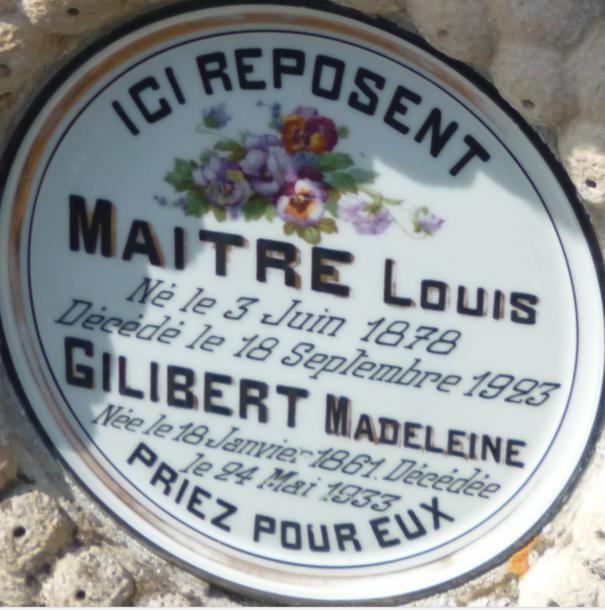 ICI REPOSENT
MAITRE LOUIS
Né le 3 Juin 1878
Décédé le 18 Septembre 1923
GILIBERT MADELEINE
Née le 18 Janvier 1861. Décédée
le 24 Mai 1933
PRIEZ POUR EUX